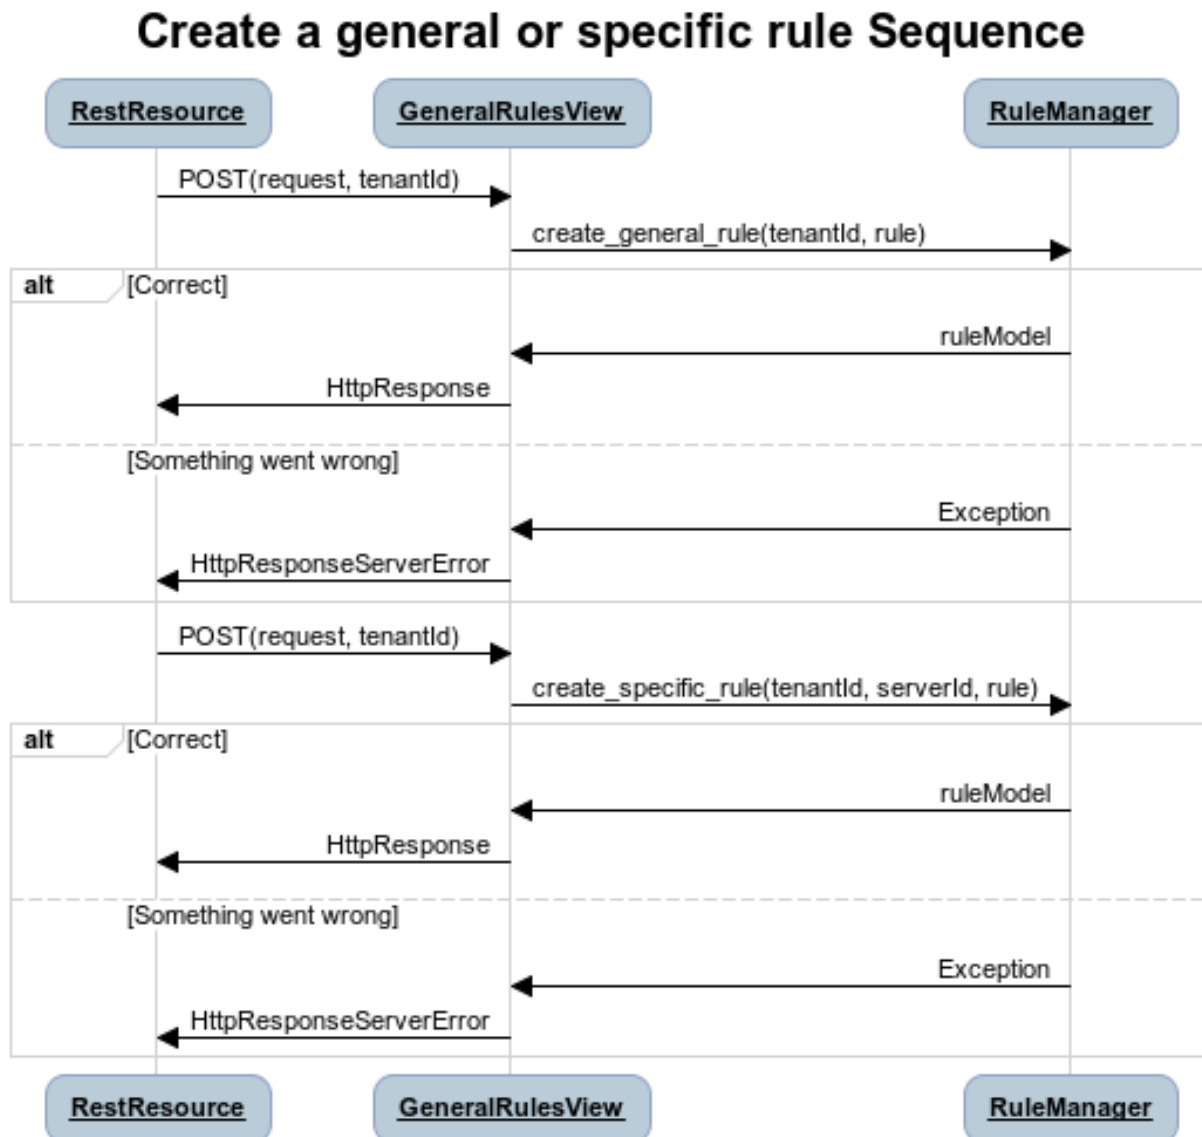 Create a general or specific rule Sequence
RestResource GeneralRulesView RuleManager
POST(request, tenantId)
create_general_rule(tenantId, rule)
alt [Correct]
ruleModel
HttpResponse
[Something went wrong]
Exception
HttpResponseServerError
POST(request, tenantId)
create_specific_rule(tenantId, serverId, rule)
alt [Correct]
ruleModel
HttpResponse
[Something went wrong]
Exception
HttpResponseServerError
RestResource GeneralRulesView RuleManager